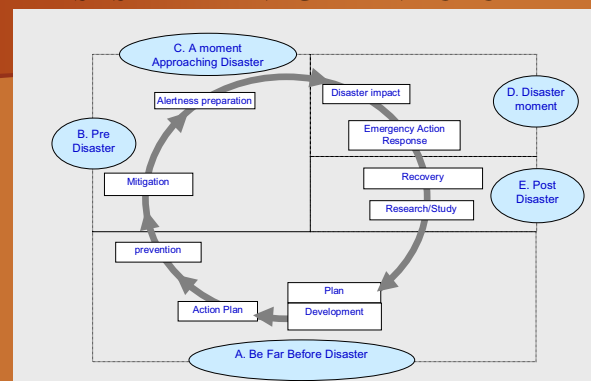 C. A moment
Approaching Disaster
Alertness preparation
Disaster impact
D. Disaster
moment
B. Pre
Disaster
Emergency Action
Response
Mitigation
Recovery
E. Post
Disaster
Research/Study
prevention
Plan
Action Plan
Development
A. Be Far Before Disaster